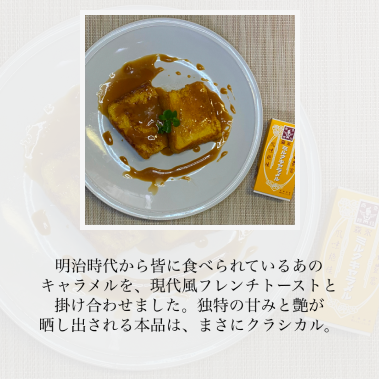 明治時代から皆に食べられているあの
キャラメルを、現代風フレンチトーストと
掛け合わせました。独特の甘みと艶が
晒し出される本品は、まさにクラシカル。